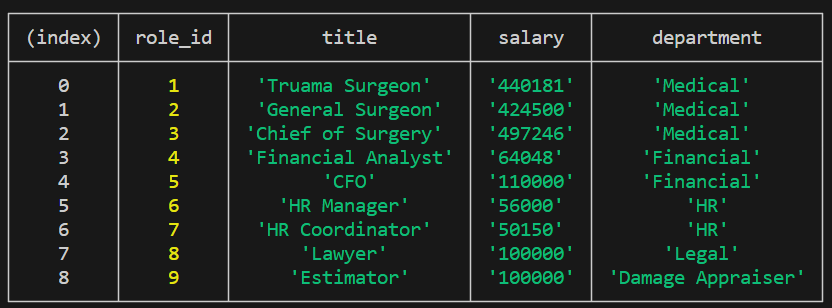 (index) role_id title salary department
0 1 'Truama Surgeon' '440181' 'Medical'
1 2 'General Surgeon' '424500' 'Medical'
2 3 'Chief of Surgery' '497246' 'Medical'
3 4 'Financial Analyst' '64048' 'Financial'
4 5 'CFO' '110000' 'Financial'
5 6 'HR Manager' '56000' 'HR'
6 7 'HR Coordinator' '50150' 'HR'
7 8 'Lawyer' '100000' 'Legal'
8 9 'Estimator' '100000' 'Damage Appraiser'